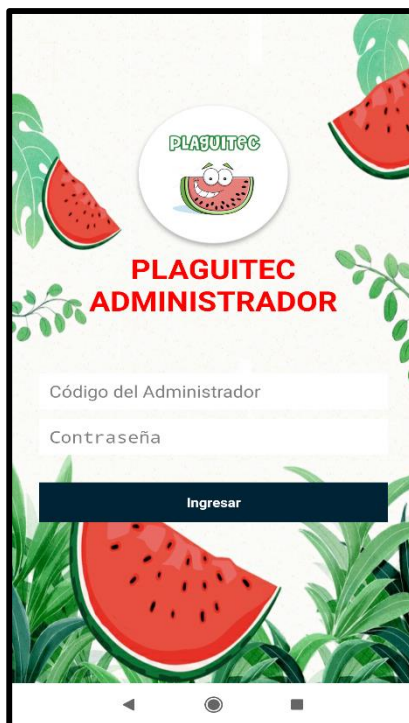 PLAGUITEC
PLAGUITEC
ADMINISTRADOR
Código del Administrador
Contraseña
Ingresar